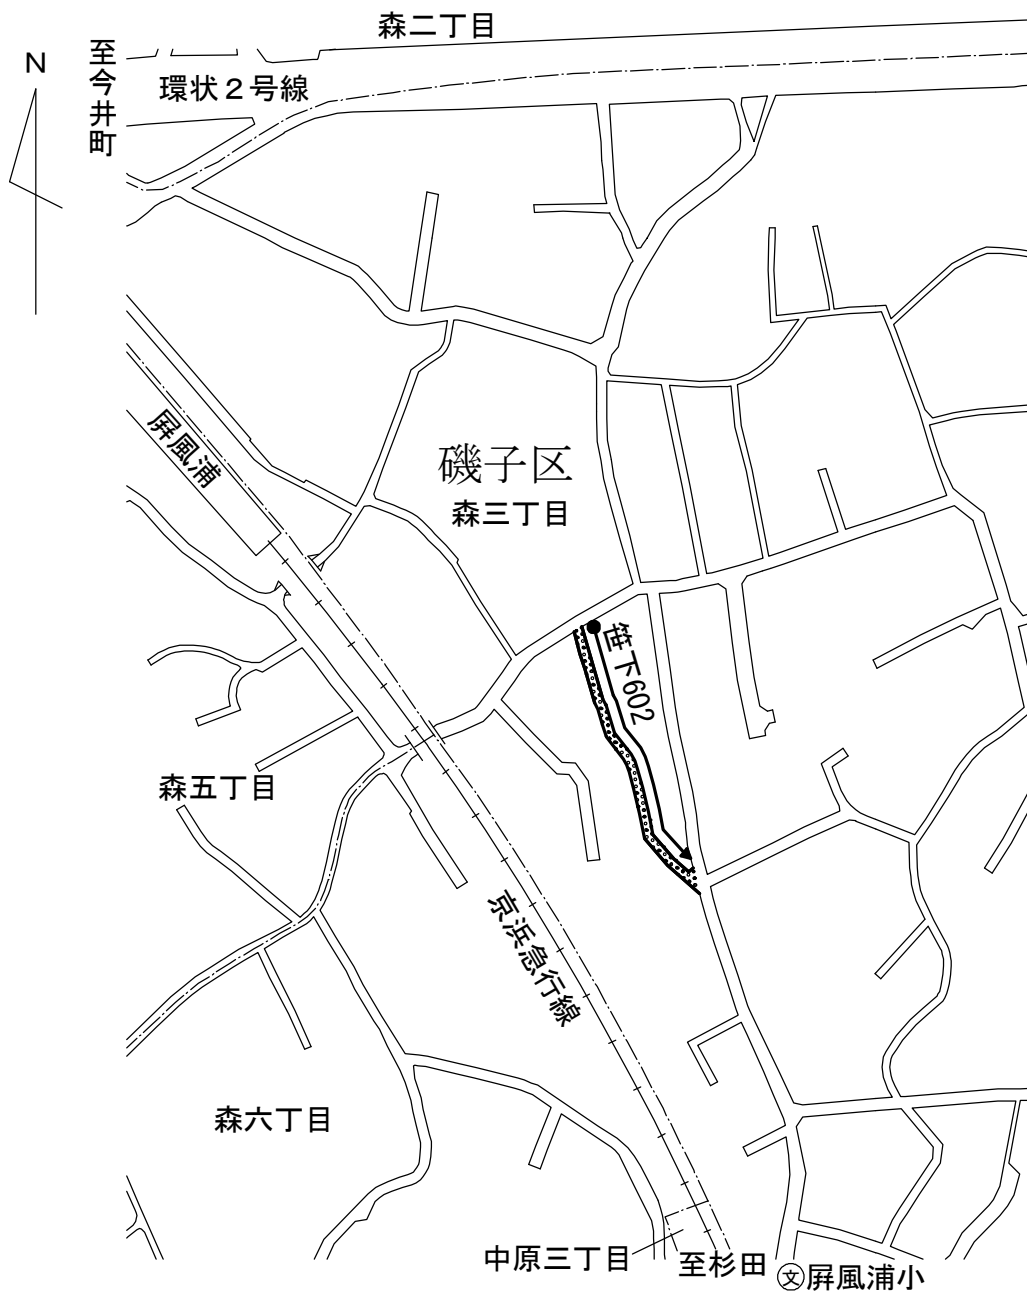 森二丁目
N
至今井町
環状２号線
屛風浦
磯子区
森三丁目
笹下602
森五丁目
京浜急行線
森六丁目
中原三丁目
至杉田
文屛風浦小